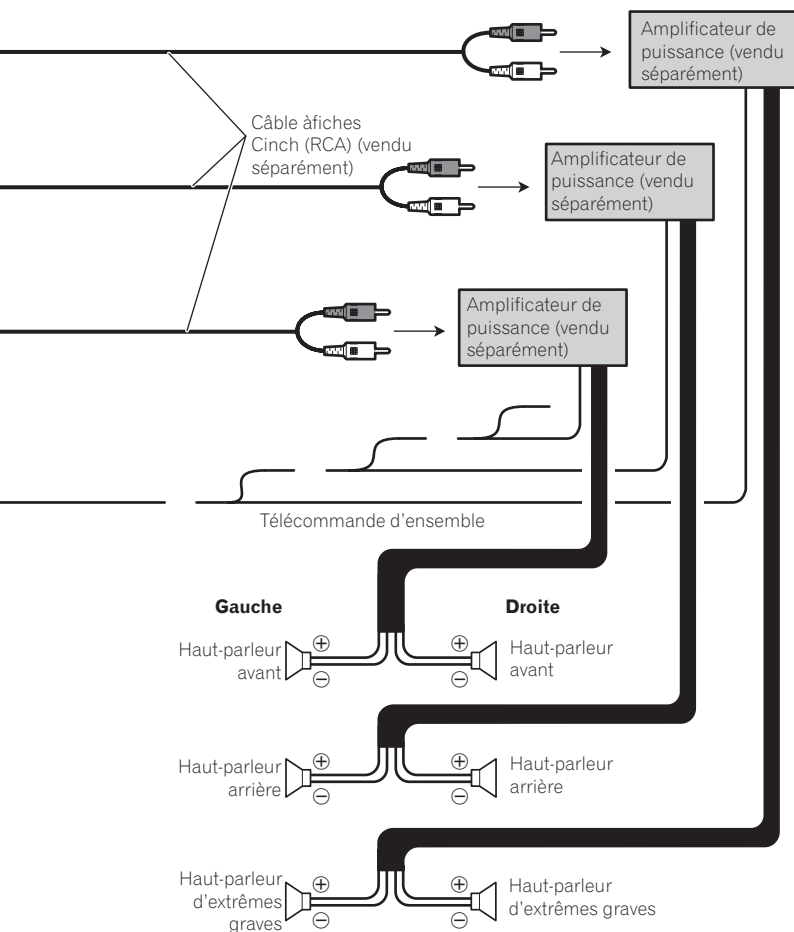 Amplificateur de
puissance (vendu
séparément)
Câble àfiches
Cinch (RCA) (vendu
séparément)
Amplificateur de
puissance (vendu
séparément)
Amplificateur de
puissance (vendu
séparément)
Télécommande d'ensemble
Gauche
Droite
Haut-parleur
avant
Haut-parleur
avant
Haut-parleur
arrière
Haut-parleur
arrière
Haut-parleur
d'extrêmes
graves
Haut-parleur
d'extrêmes graves